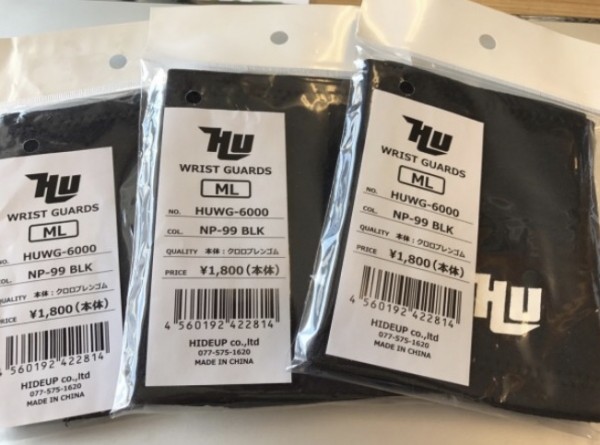 HU
WRIST GUARDS
ML
NO. HUWG-6000
COL. NP-99 BLK
QUALITY 本体：クロロプレンゴム
PRICE ¥1,800（本体）
4 560192 422814
HIDEUP co.,ltd
077-575-1620
MADE IN CHINA
HU
WRIST GUARDS
ML
NO. HUWG-6000
COL. NP-99 BLK
QUALITY 本体：クロロプレンゴム
PRICE ¥1,800（本体）
4 560192 422814
HIDEUP co.,ltd
077-575-1620
MADE IN CHINA
HU
WRIST GUARDS
ML
NO. HUWG-6000
COL. NP-99 BLK
QUALITY 本体：クロロプレンゴム
PRICE ¥1,800（本体）
4 560192 422814
HIDEUP co.,ltd
077-575-1620
MADE IN CHINA
HU